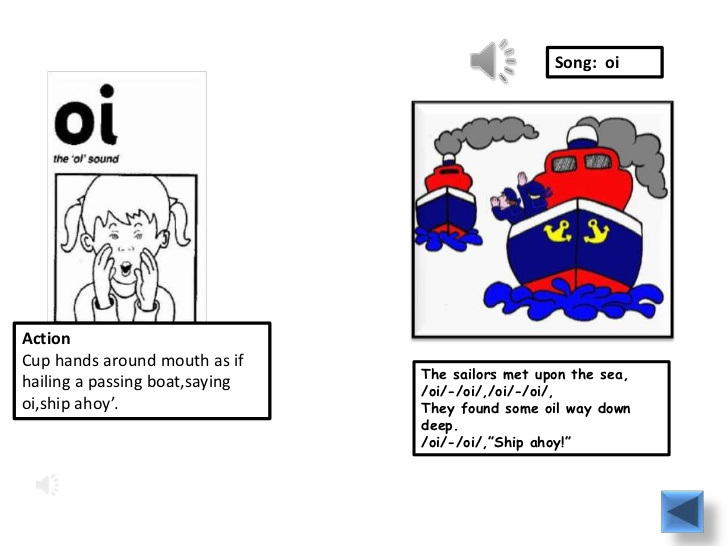 Song: oi
oi
the 'oi' sound
Action
Cup hands around mouth as if
hailing a passing boat,saying
oi,ship ahoy’.
The sailors met upon the sea,
/oi/-/oi/,/oi/-/oi/,
They found some oil way down
deep.
/oi/-/oi/,”Ship ahoy!”